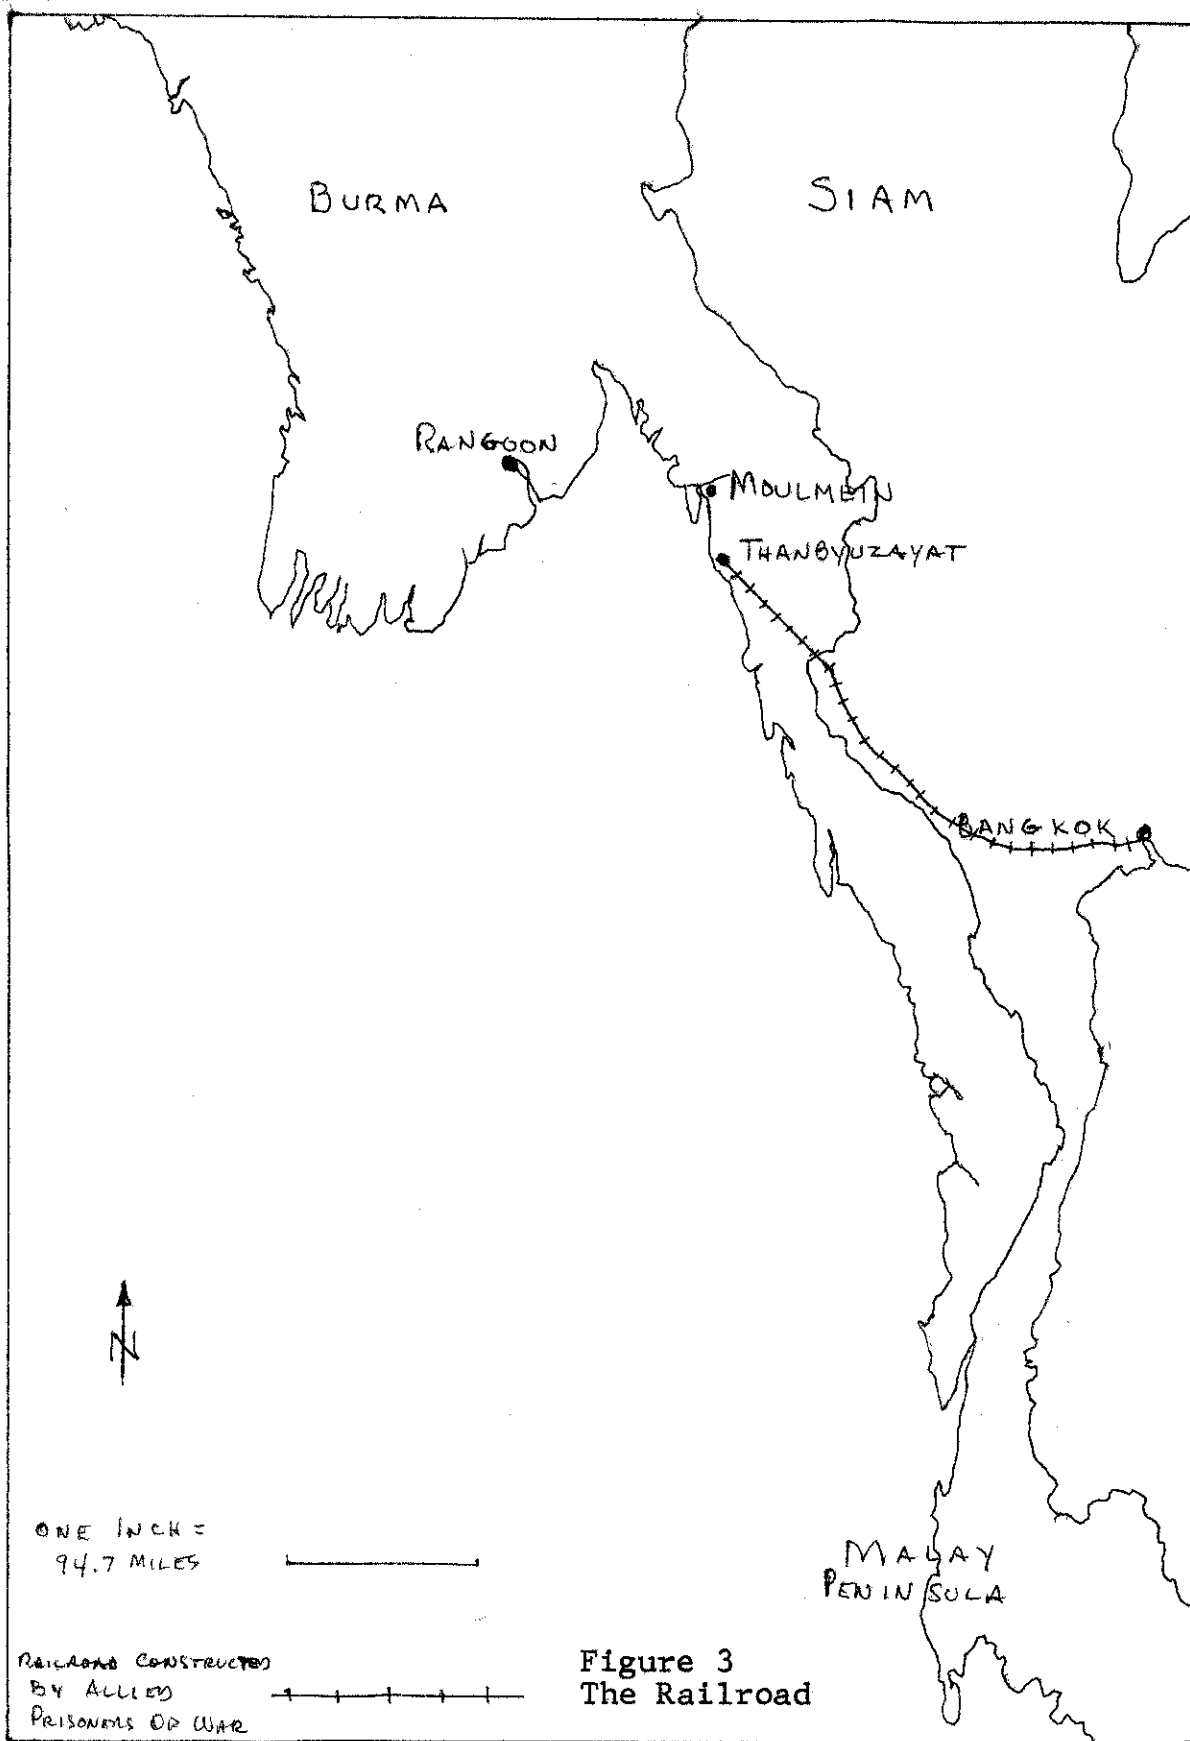 BURMA
SIAM
RANGOON
MOULMEIN
THANBYUZAYAT
BANGKOK
N
ONE INCH =
94.7 MILES
MALAY
PENINSULA
RAILROAD CONSTRUCTED
BY ALLIED
PRISONERS OF WAR
Figure 3
The Railroad